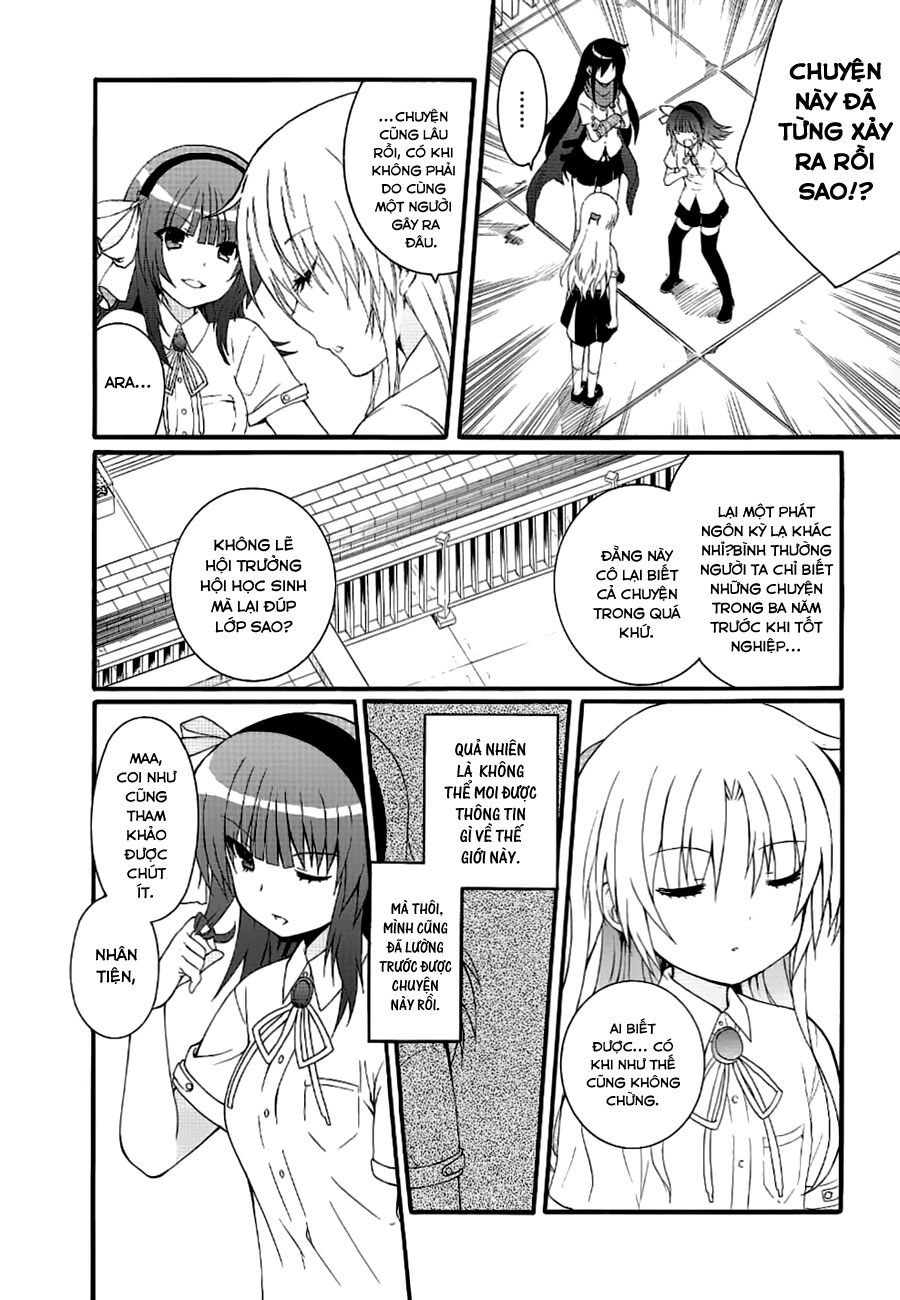 CHUYỆN
NÀY ĐÃ
TỪNG XẢY
RA RỒI
SAO!?
......
...CHUYỆN
CŨNG LÂU
RỒI, CÓ KHI
KHÔNG PHẢI
DO CÙNG
MỘT NGƯỜI
GÂY RA
ĐÂU.
ARA...
LẠI MỘT PHÁT
NGÔN KỲ LẠ KHÁC
NHỈ?BÌNH THƯỜNG
NGƯỜI TA CHỈ BIẾT
NHỮNG CHUYỆN
TRONG BA NĂM
TRƯỚC KHI TỐT
NGHIỆP...
ĐẰNG NÀY
CÔ LẠI BIẾT
CẢ CHUYỆN
TRONG QUÁ
KHỨ.
KHÔNG LẼ
HỘI TRƯỞNG
HỘI HỌC SINH
MÀ LẠI ĐÚP
LỚP SAO?
AI BIẾT
ĐƯỢC... CÓ
KHI NHƯ THẾ
CŨNG KHÔNG
CHỪNG.
QUẢ NHIÊN
LÀ KHÔNG
THỂ MOI ĐƯỢC
THÔNG TIN
GÌ VỀ THẾ
GIỚI NÀY.
MÀ THÔI,
MÌNH CŨNG
ĐÃ LƯỜNG
TRƯỚC ĐƯỢC
CHUYỆN
NÀY RỒI.
MAA,
COI NHƯ
CŨNG
THAM
KHẢO
ĐƯỢC
CHÚT
ÍT.
NHÂN
TIỆN,